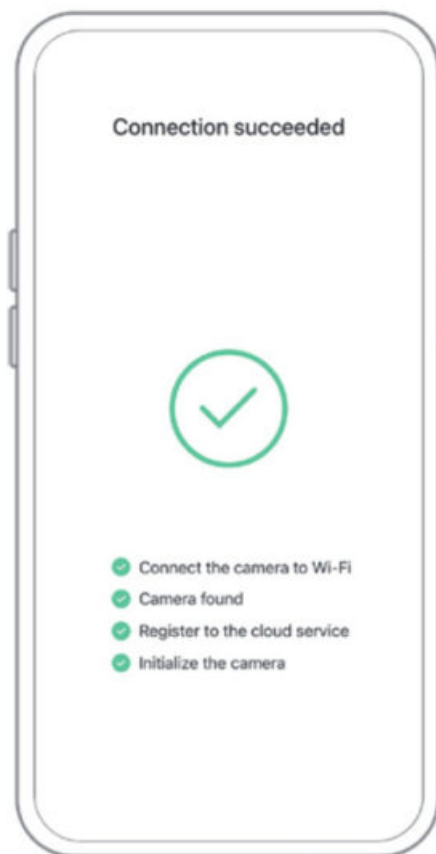 Connection succeeded
Connect the camera to Wi-Fi
Camera found
Register to the cloud service
Initialize the camera